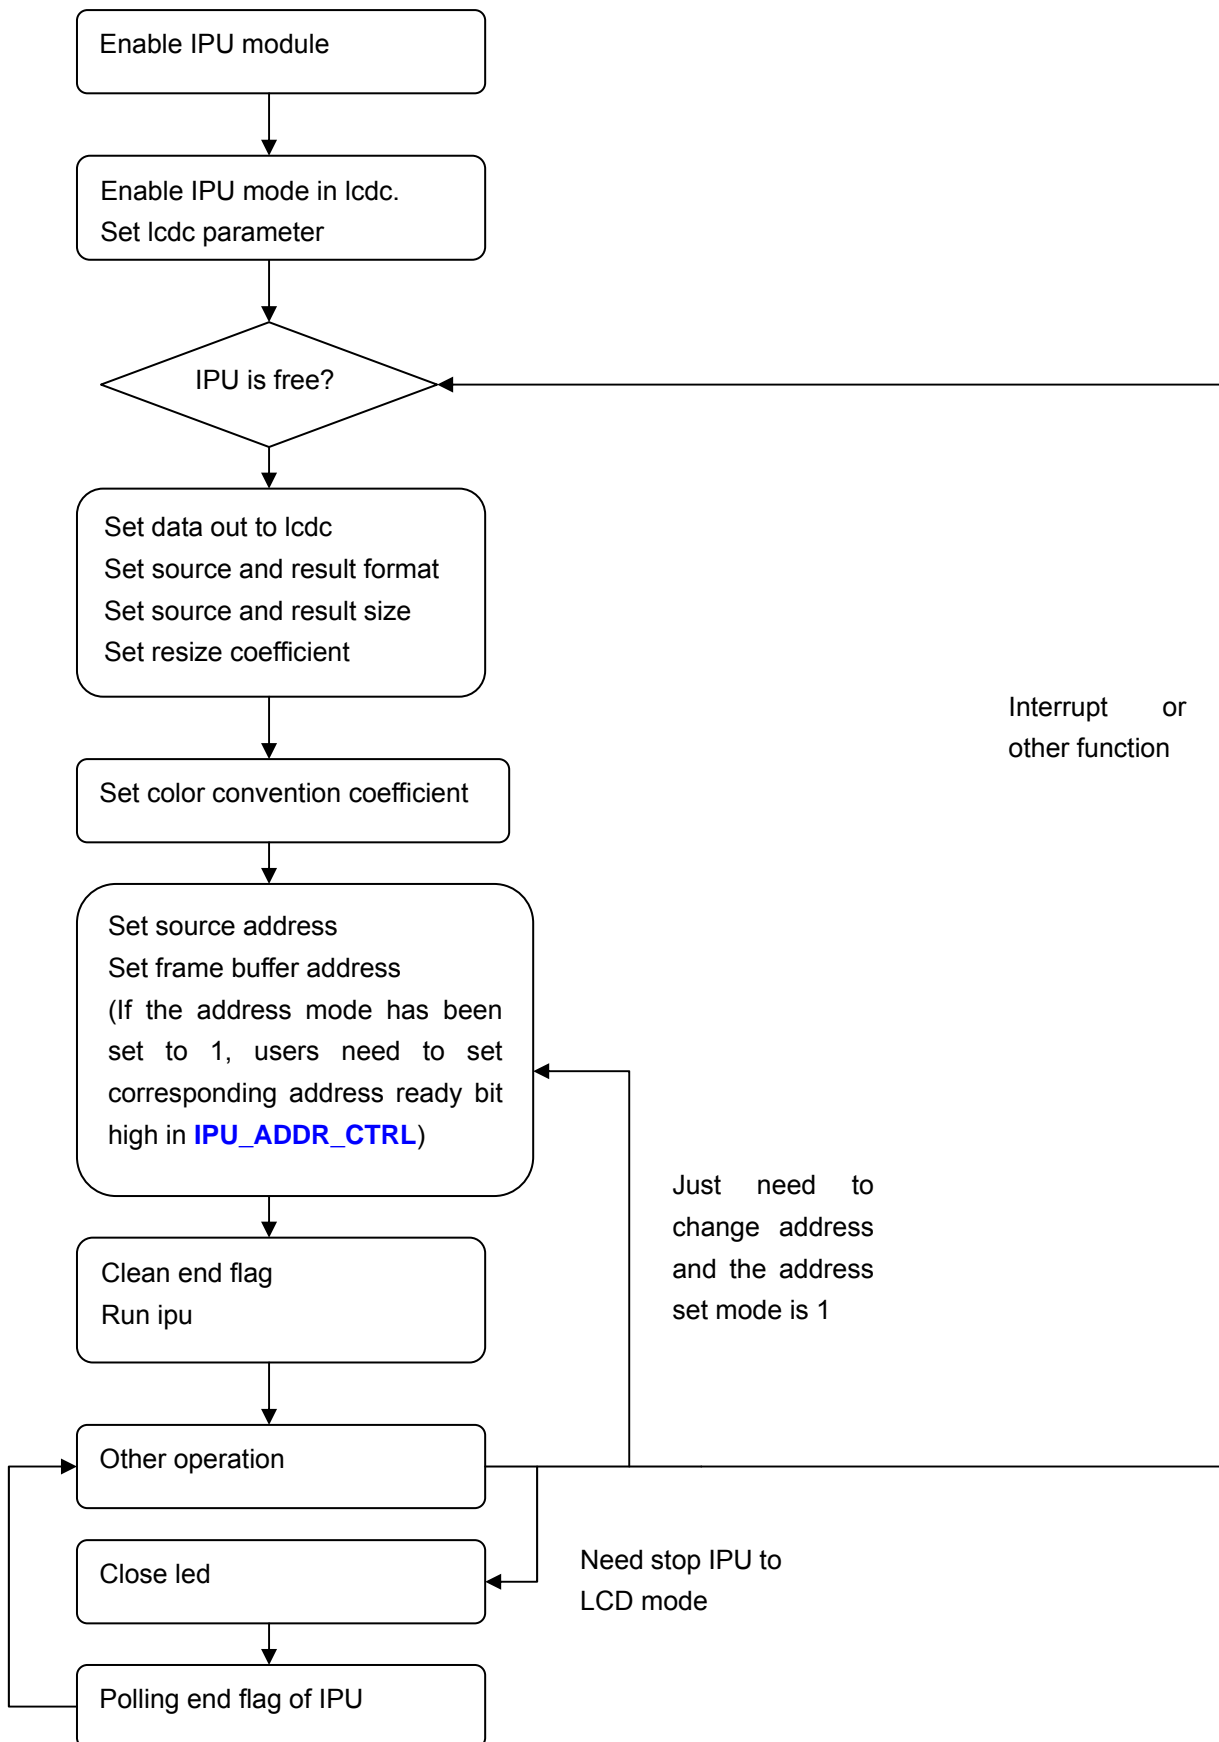 Enable IPU module
Enable IPU mode in lcdc.
Set lcdc parameter
IPU is free?
Set data out to lcdc
Set source and result format
Set source and result size
Set resize coefficient
Interrupt or
other function
Set color convention coefficient
Set source address
Set frame buffer address
(If the address mode has been
set to 1, users need to set
corresponding address ready bit
high in IPU_ADDR_CTRL)
Just need to
change address
and the address
set mode is 1
Clean end flag
Run ipu
Other operation
Close led
Need stop IPU to
LCD mode
Polling end flag of IPU